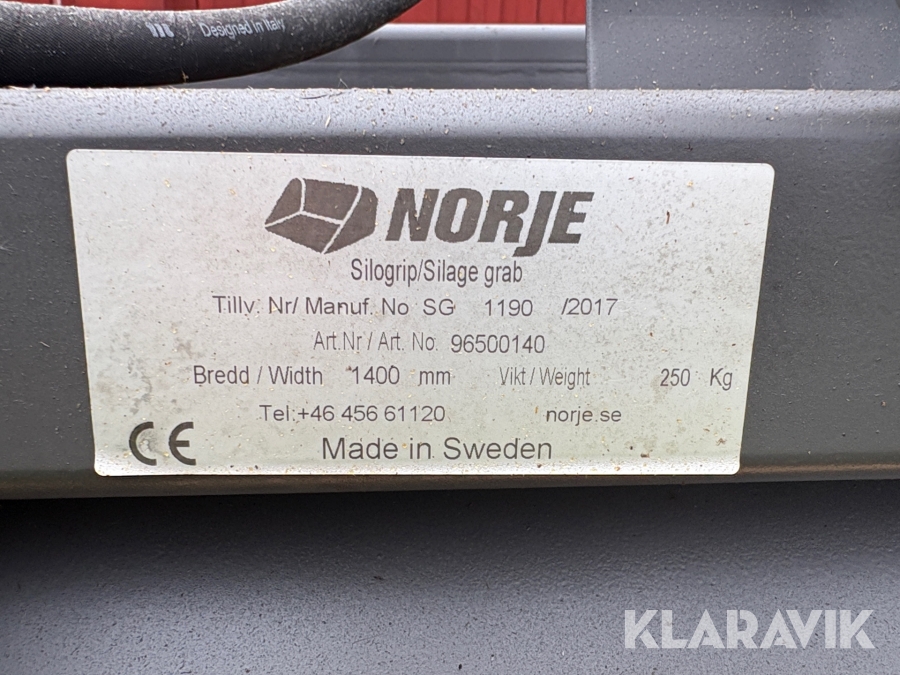 Designed in Italy
NORJE
Silogrip/Silage grab
Tillv. Nr/ Manuf. No SG 1190 /2017
Art.Nr / Art. No. 96500140
Bredd / Width 1400 mm Vikt / Weight 250 Kg
Tel:+46 456 61120 norje.se
CE Made in Sweden
KLARAVIK